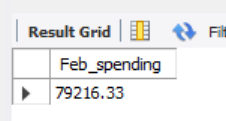 Result Grid
Feb_spending
79216.33